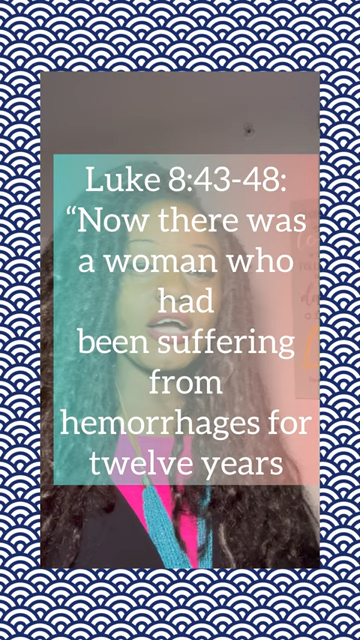 Luke 8:43-48:
“Now there was
a woman who
had
been suffering
from
hemorrhages for
twelve years